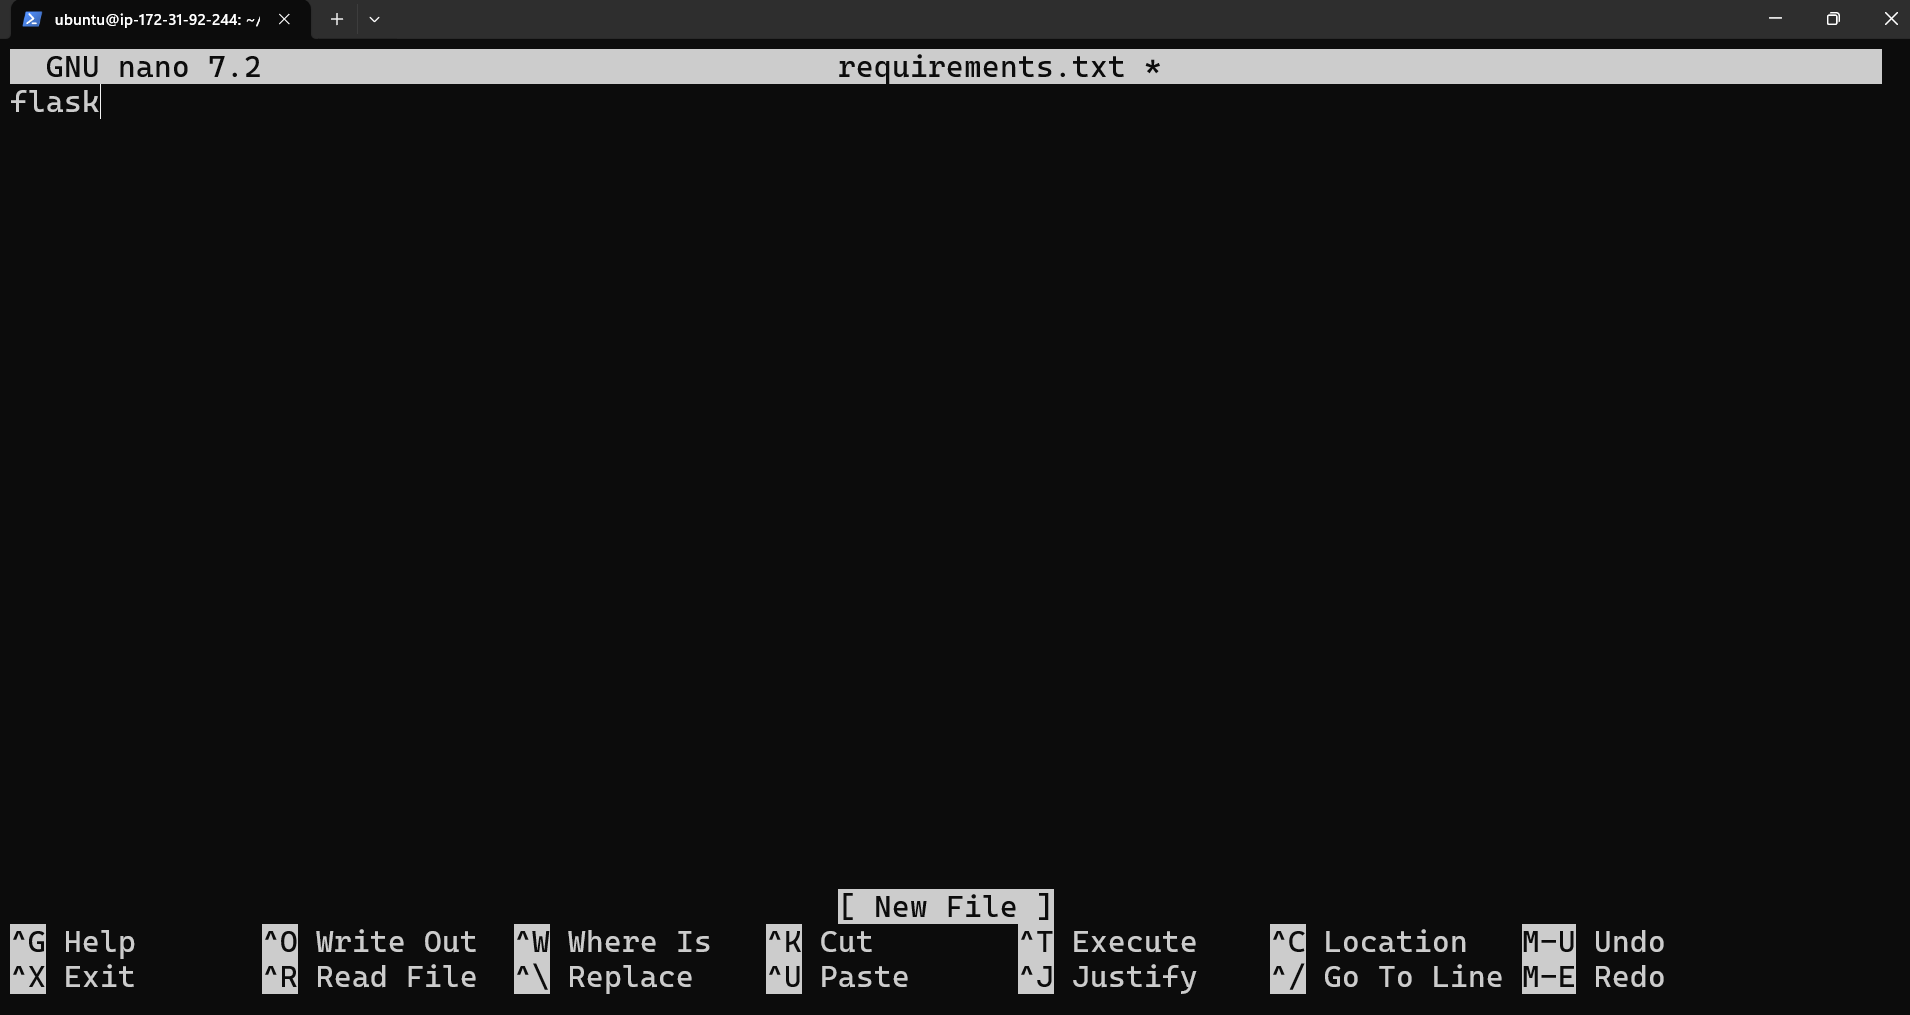 ubuntu@ip-172-31-92-244: ~/
GNU nano 7.2 requirements.txt *
flask
[ New File ]
^G Help ^O Write Out ^W Where Is ^K Cut ^T Execute ^C Location M-U Undo
^X Exit ^R Read File ^\ Replace ^U Paste ^J Justify ^/ Go To Line M-E Redo